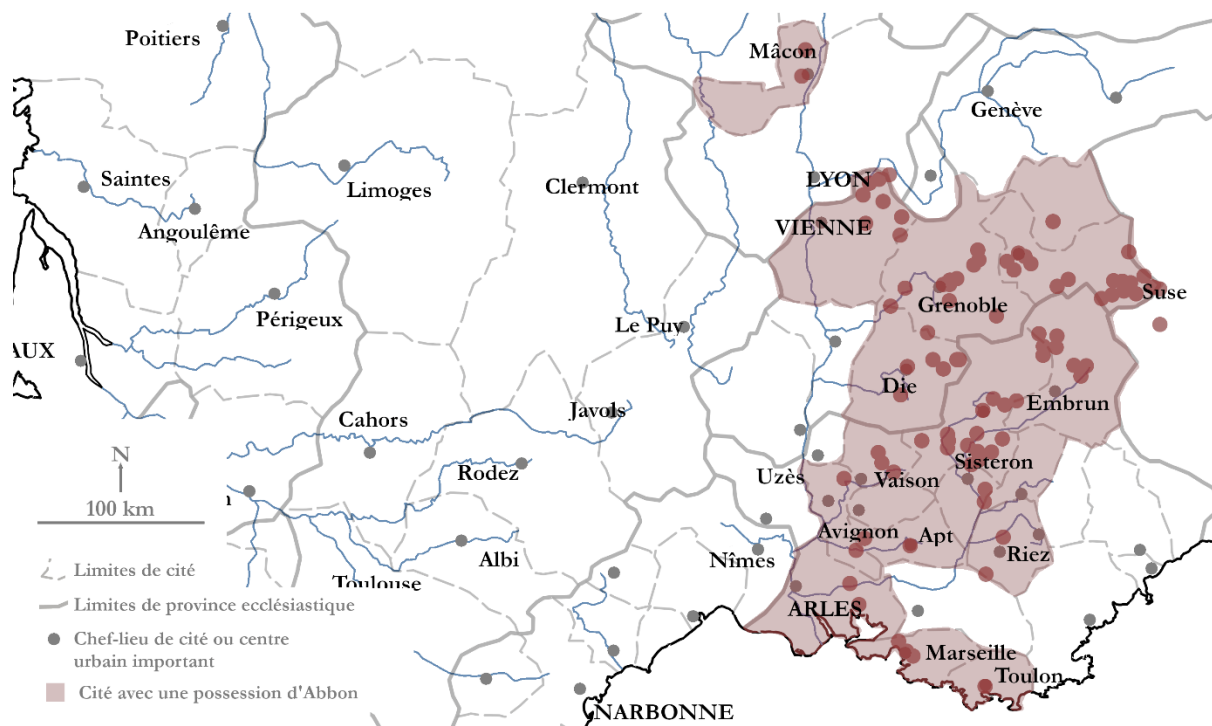 Poitiers
Mâcon
Genève
Saintes
Limoges
Clermont
LYON
Angoulême
VIENNE
Grenoble
Suse
Périgeux
Le Puy
AUX
Die
Embrun
Cahors
Javols
Sisteron
Rodez
Uzès
Vaison
N
100 km
Avignon
Apt
Riez
Albi
Nîmes
Toulouse
ARLES
Marseille
Toulon
NARBONNE
Limites de cité
Limites de province ecclésiastique
Chef-lieu de cité ou centre
urbain important
Cité avec une possession d'Abbon